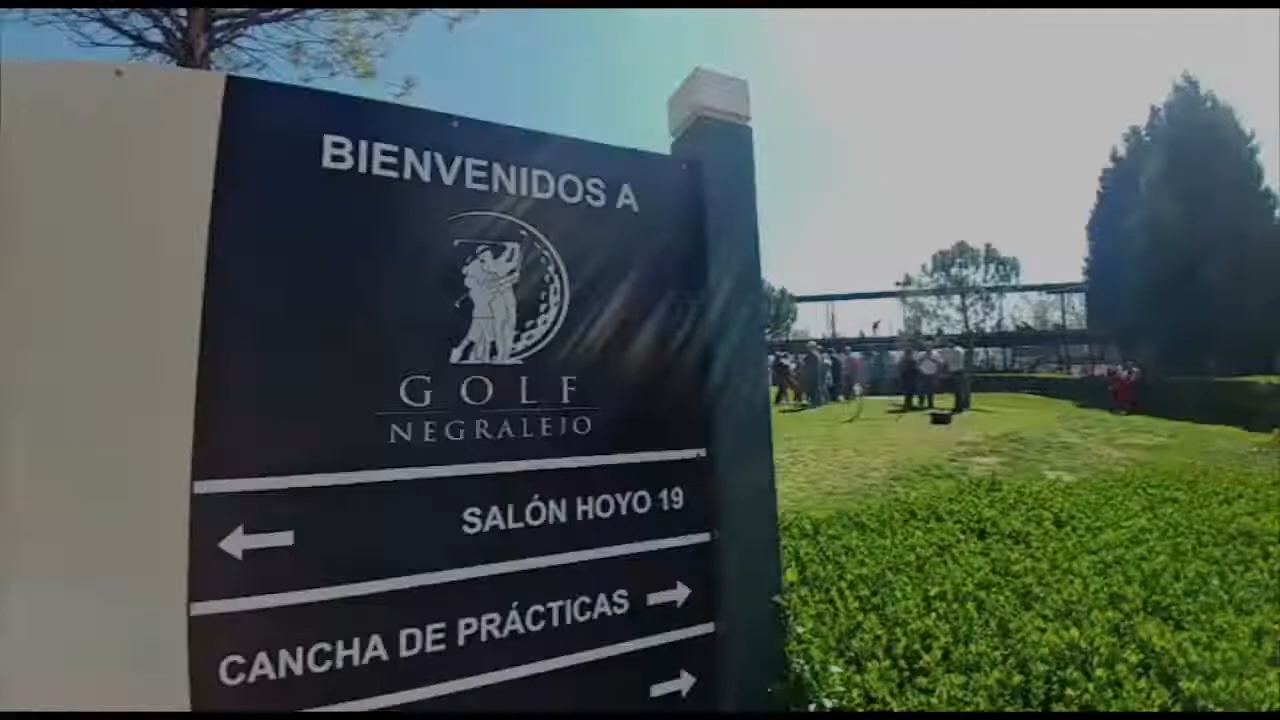 BIENVENIDOS A
GOLF
NEGRALEJO
SALÓN HOYO 19
CANCHA DE PRÁCTICAS